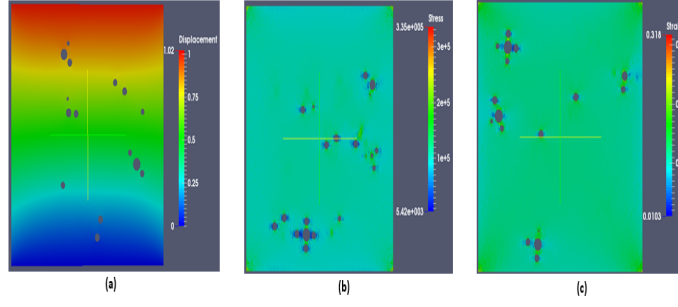 Displacement
1.02
1
0.75
0.5
0.25
0
(a)
Stress
3.35e+005
3e+5
2e+5
1e+5
5.42e+003
(b)
Strai
0.318
0.0103
(c)